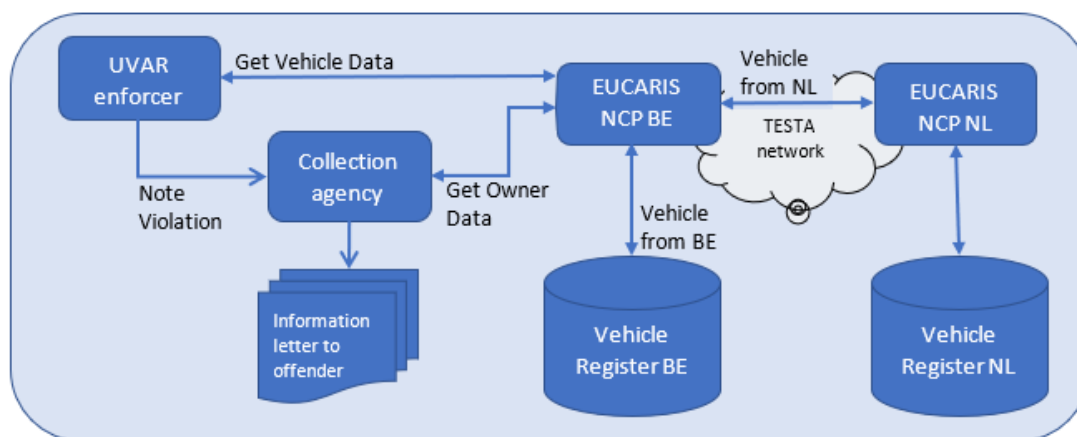 UVAR
enforcer
Get Vehicle Data
EUCARIS
NCP BE
Vehicle
from NL
TESTA
network
EUCARIS
NCP NL
Collection
agency
Note
Violation
Get Owner
Data
Vehicle
from BE
Information
letter to
offender
Vehicle
Register BE
Vehicle
Register NL